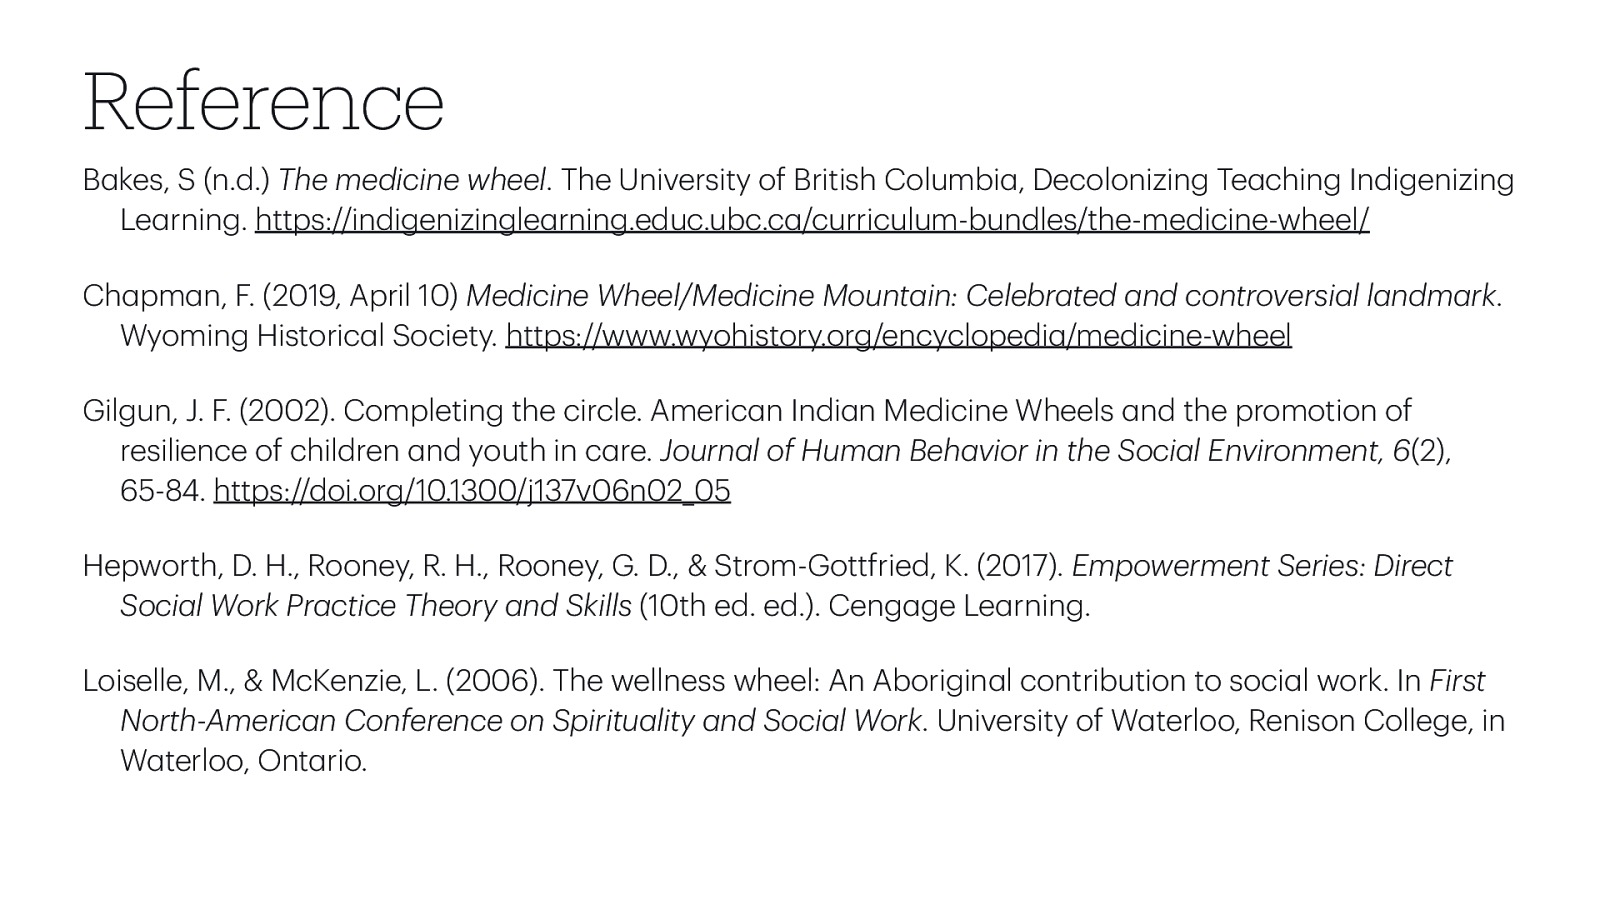 Reference
Bakes, S (n.d.) The medicine wheel. The University of British Columbia, Decolonizing Teaching Indigenizing
Learning. https://indigenizinglearning.educ.ubc.ca/curriculum-bundles/the-medicine-wheel/
Chapman, F. (2019, April 10) Medicine Wheel/Medicine Mountain: Celebrated and controversial landmark.
Wyoming Historical Society. https://www.wyohistory.org/encyclopedia/medicine-wheel
Gilgun, J. F. (2002). Completing the circle. American Indian Medicine Wheels and the promotion of
resilience of children and youth in care. Journal of Human Behavior in the Social Environment, 6(2),
65-84. https://doi.org/10.1300/j137v06n02_05
Hepworth, D. H., Rooney, R. H., Rooney, G. D., & Strom-Gottfried, K. (2017). Empowerment Series: Direct
Social Work Practice Theory and Skills (10th ed. ed.). Cengage Learning.
Loiselle, M., & McKenzie, L. (2006). The wellness wheel: An Aboriginal contribution to social work. In First
North-American Conference on Spirituality and Social Work. University of Waterloo, Renison College, in
Waterloo, Ontario.